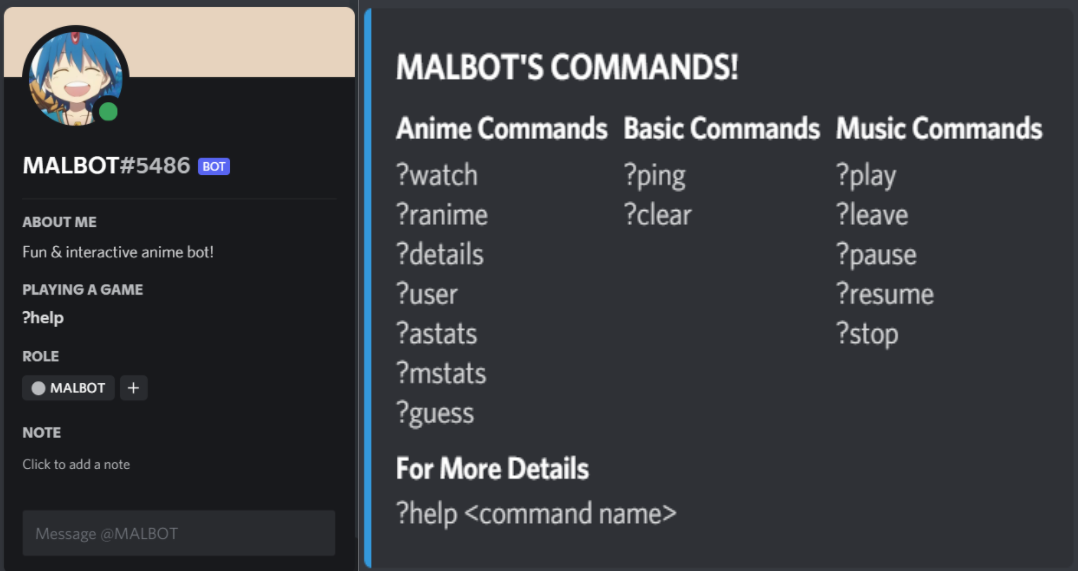 MALBOT#5486 BOT
ABOUT ME
Fun & interactive anime bot!
PLAYING A GAME
?help
ROLE
MALBOT +
NOTE
Click to add a note
Message @MALBOT
MALBOT'S COMMANDS!
Anime Commands
?watch
?ranime
?details
?user
?astats
?mstats
?guess
Basic Commands
?ping
?clear
Music Commands
?play
?leave
?pause
?resume
?stop
For More Details
?help <command name>